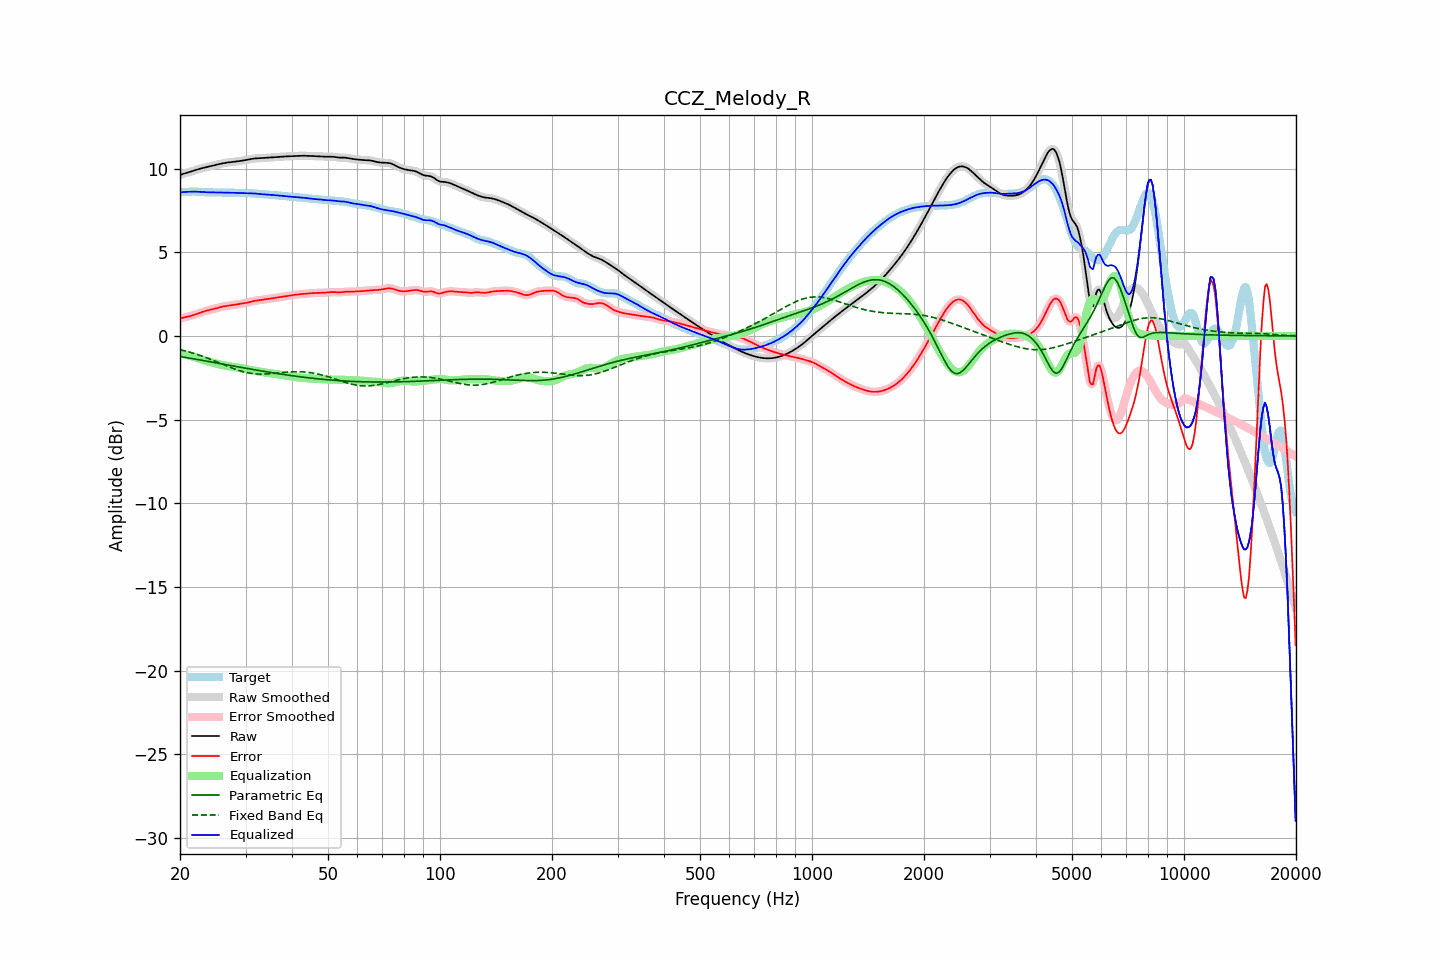 CCZ_Melody_R
10
5
0
−5
−10
−15
−20
−25
−30
Amplitude (dBr)
Target
Raw Smoothed
Error Smoothed
Raw
Error
Equalization
Parametric Eq
Fixed Band Eq
Equalized
20 50 100 200 500 1000 2000 5000 10000 20000
Frequency (Hz)